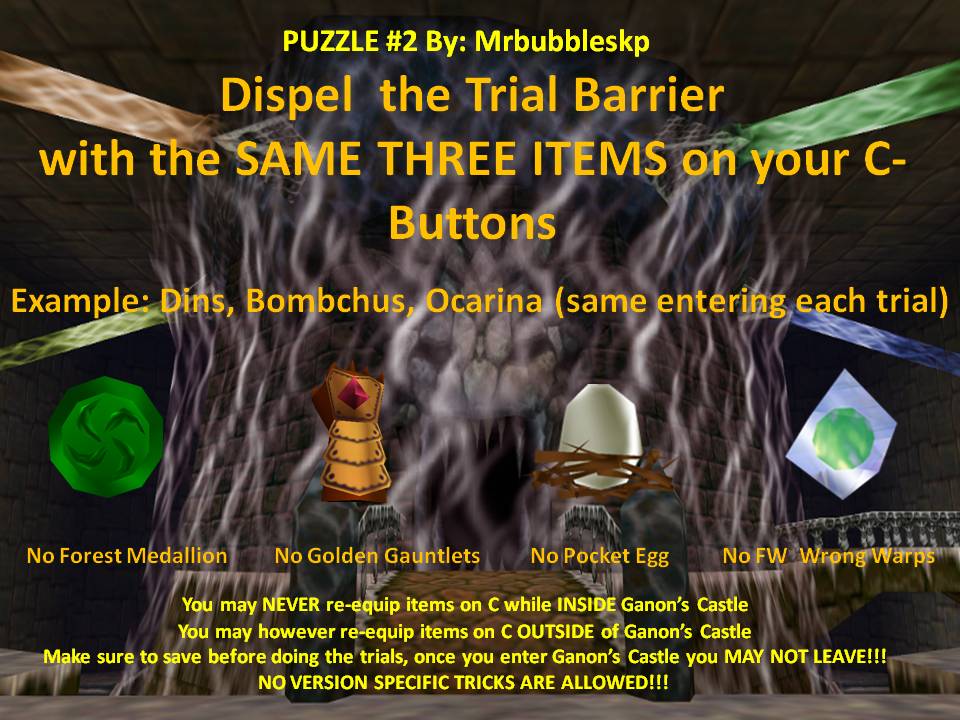 PUZZLE #2 By: Mrbubbleskp
Dispel  the Trial Barrier
with the SAME THREE ITEMS on your C-
Buttons
Example: Dins, Bombchus, Ocarina (same entering each trial)
No Forest Medallion No Golden Gauntlets No Pocket Egg No FW  Wrong Warps
You may NEVER re-equip items on C while INSIDE Ganon's Castle
You may however re-equip items on C OUTSIDE of Ganon's Castle
Make sure to save before doing the trials, once you enter Ganon's Castle you MAY NOT LEAVE!!!
NO VERSION SPECIFIC TRICKS ARE ALLOWED!!!